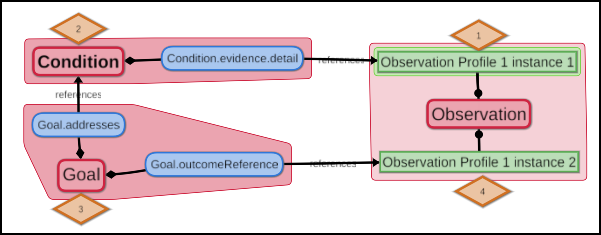 2
1
Condition
Condition.evidence.detail
references
Observation Profile 1 instance 1
references
Goal.addresses
Observation
Goal
Goal.outcomeReference
references
Observation Profile 1 instance 2
3
4